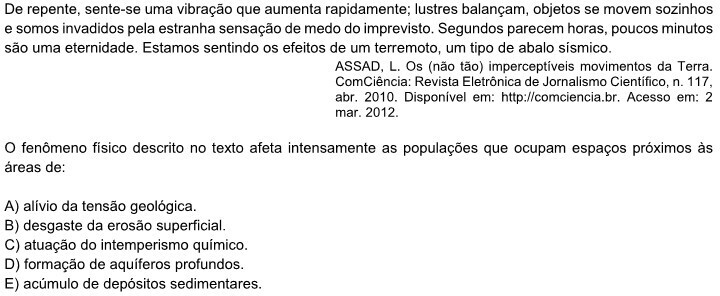 De repente, sente-se uma vibração que aumenta rapidamente; lustres balançam, objetos se movem sozinhos
e somos invadidos pela estranha sensação de medo do imprevisto. Segundos parecem horas, poucos minutos
são uma eternidade. Estamos sentindo os efeitos de um terremoto, um tipo de abalo sísmico.
ASSAD, L. Os (não tão) imperceptíveis movimentos da Terra.
ComCiência: Revista Eletrônica de Jornalismo Científico, n. 117,
abr. 2010. Disponível em: http://comciencia.br. Acesso em: 2
mar. 2012.
O fenômeno físico descrito no texto afeta intensamente as populações que ocupam espaços próximos às
áreas de:
A) alívio da tensão geológica.
B) desgaste da erosão superficial.
C) atuação do intemperismo químico.
D) formação de aquíferos profundos.
E) acúmulo de depósitos sedimentares.